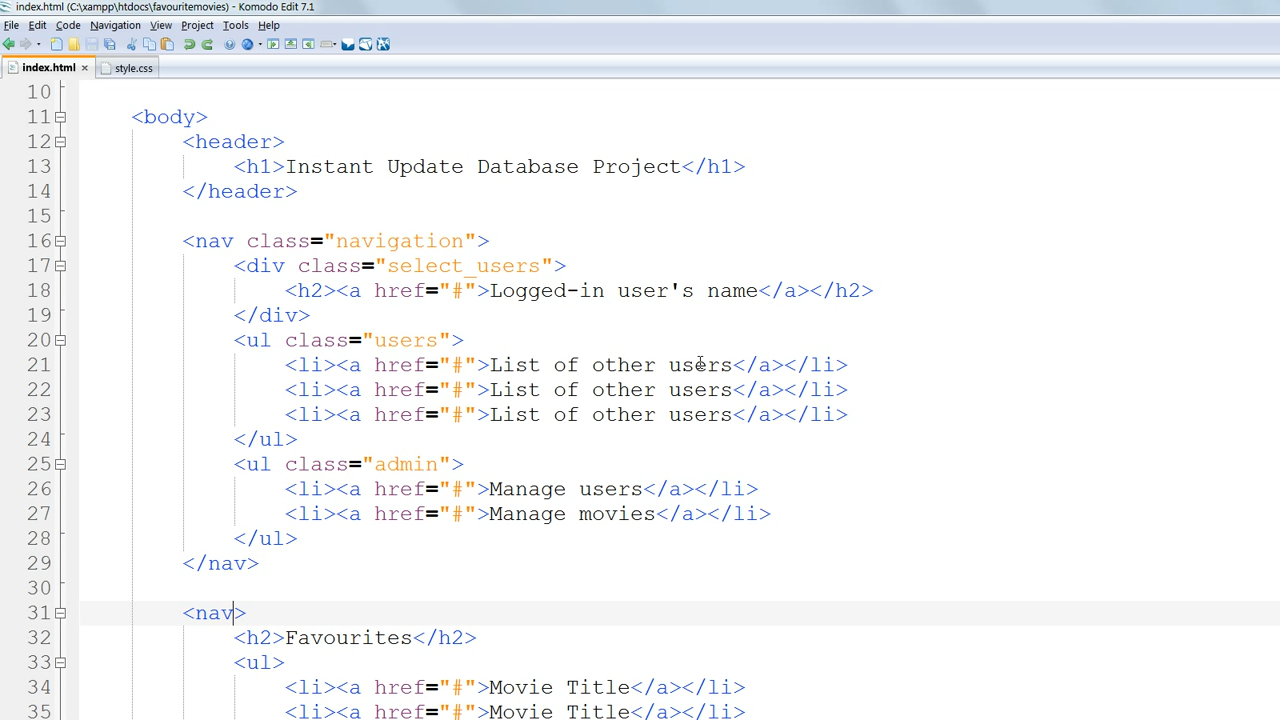 index.html (C:\xampp\htdocs\favouritemovies) - Komodo Edit 7.1
File Edit Code Navigation View Project Tools Help
index.html × style.css
10
11 <body>
12 <header>
13 <h1>Instant Update Database Project</h1>
14 </header>
15
16 <nav class="navigation">
17 <div class="select_users">
18 <h2><a href="#">Logged-in user's name</a></h2>
19 </div>
20 <ul class="users">
21 <li><a href="#">List of other users</a></li>
22 <li><a href="#">List of other users</a></li>
23 <li><a href="#">List of other users</a></li>
24 </ul>
25 <ul class="admin">
26 <li><a href="#">Manage users</a></li>
27 <li><a href="#">Manage movies</a></li>
28 </ul>
29 </nav>
30
31 <nav>
32 <h2>Favourites</h2>
33 <ul>
34 <li><a href="#">Movie Title</a></li>
35 <li><a href="#">Movie Title</a></li>